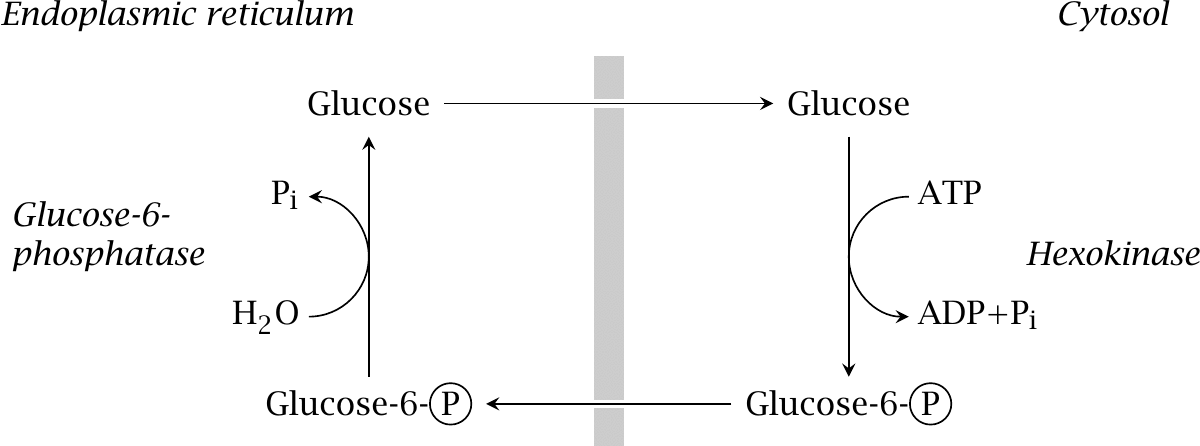 Endoplasmic reticulum
Cytosol
Glucose
Glucose
Pi
ATP
Glucose-6-
phosphatase
Hexokinase
H2O
ADP+Pi
Glucose-6-P
Glucose-6-P